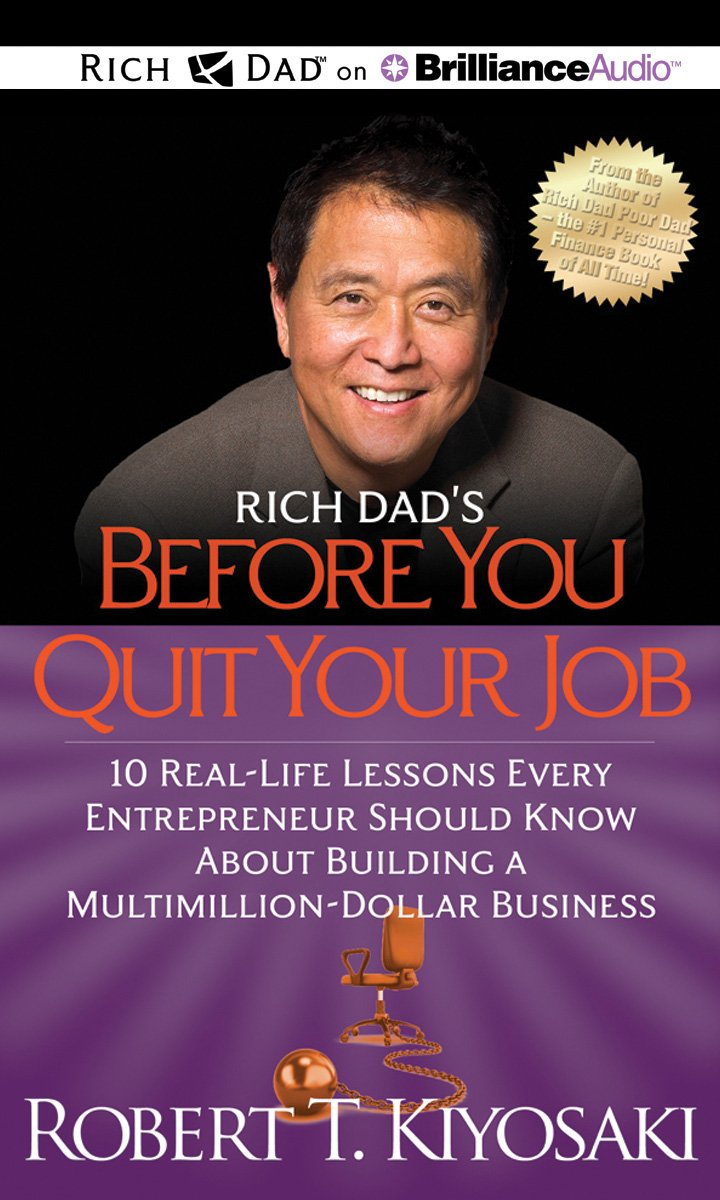 RICH DAD™ on BrillianceAudio™
From the
Author of
Rich Dad Poor Dad
– the #1 Personal
Finance Book
of All Time!
RICH DAD'S
BEFORE YOU
QUIT YOUR JOB
10 REAL-LIFE LESSONS EVERY
ENTREPRENEUR SHOULD KNOW
ABOUT BUILDING A
MULTIMILLION-DOLLAR BUSINESS
ROBERT T. KIYOSAKI